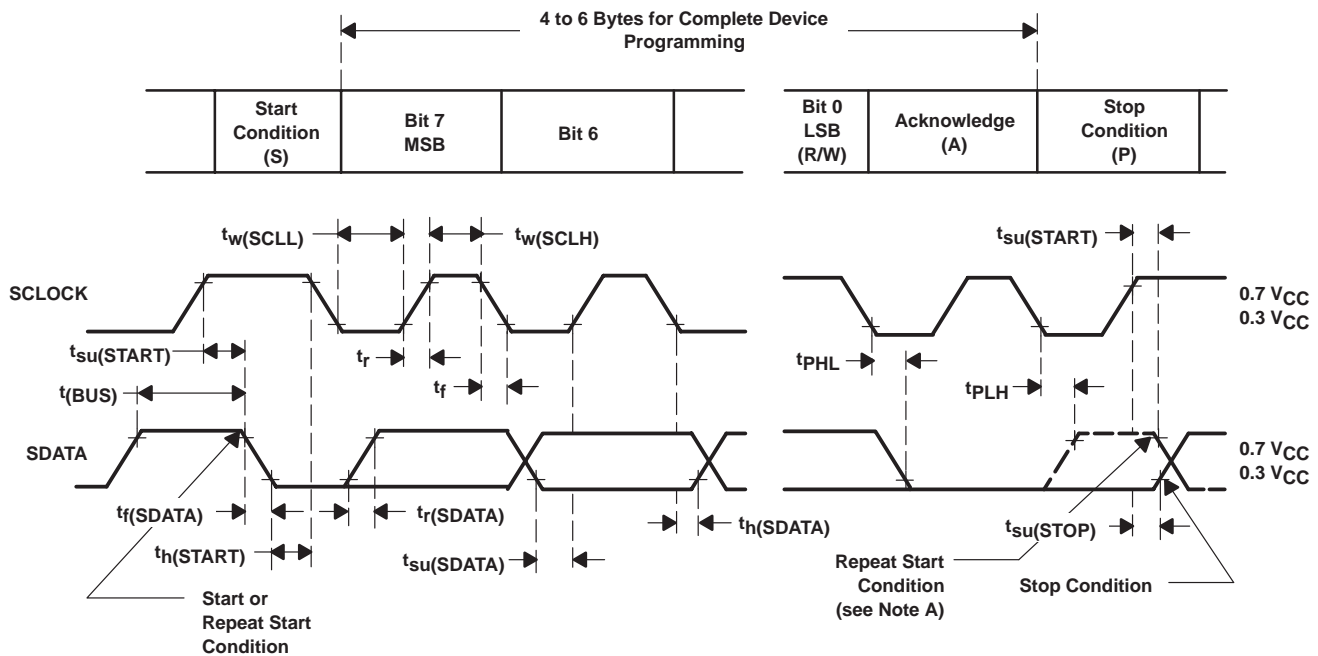 4 to 6 Bytes for Complete Device
Programming
Start
Condition
(S)
Bit 7
MSB
Bit 6
Bit 0
LSB
(R/W)
Acknowledge
(A)
Stop
Condition
(P)
tw(SCLL)
tw(SCLH)
tsu(START)
SCLOCK
0.7 VCC
0.3 VCC
tsu(START)
tr
tPHL
t(BUS)
tf
tPLH
SDATA
0.7 VCC
0.3 VCC
tf(SDATA)
tr(SDATA)
th(SDATA)
tsu(STOP)
th(START)
tsu(SDATA)
Repeat Start
Condition
(see Note A)
Stop Condition
Start or
Repeat Start
Condition